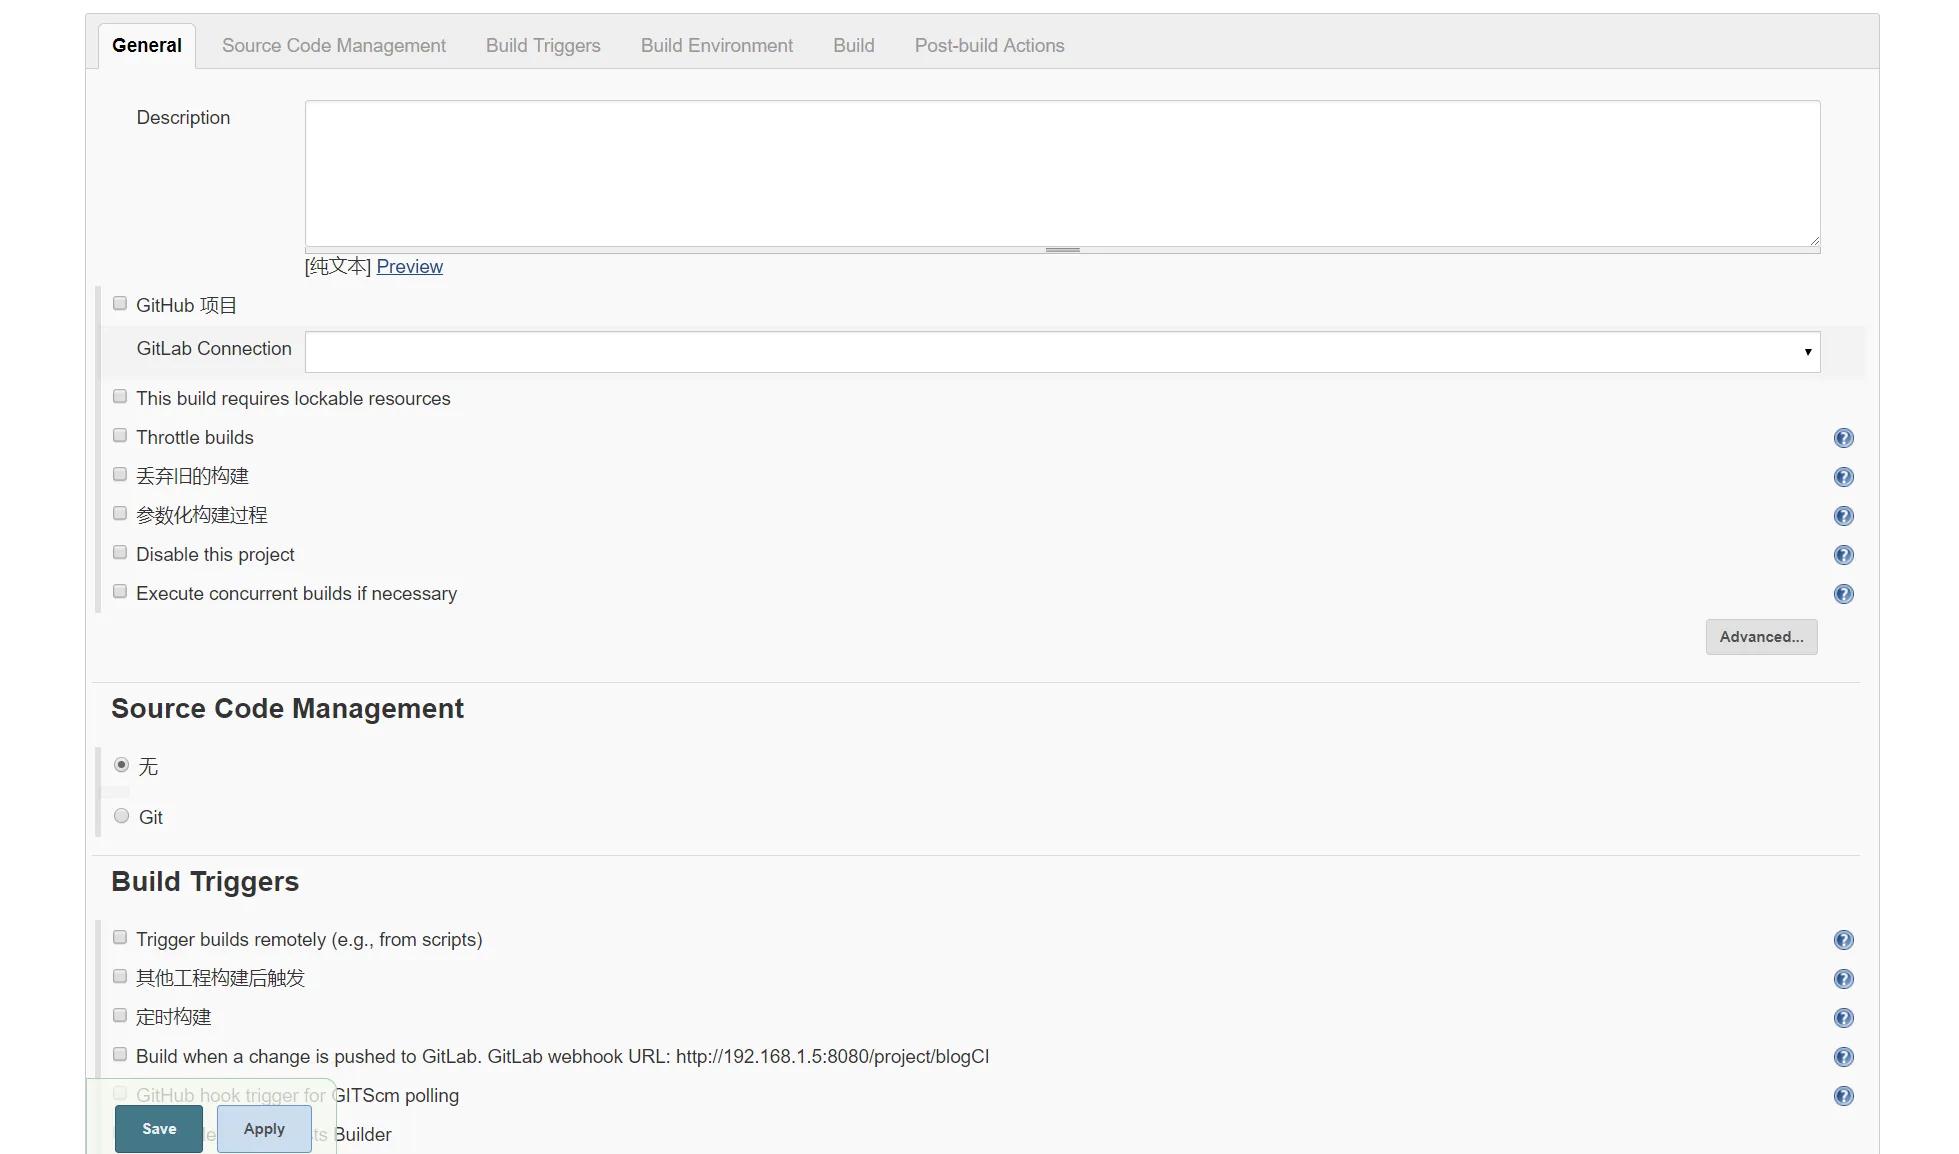 General Source Code Management Build Triggers Build Environment Build Post-build Actions
Description
[纯文本] Preview
GitHub 项目
GitLab Connection
This build requires lockable resources
Throttle builds
丢弃旧的构建
参数化构建过程
Disable this project
Execute concurrent builds if necessary
Advanced...
Source Code Management
无
Git
Build Triggers
Trigger builds remotely (e.g., from scripts)
其他工程构建后触发
定时构建
Build when a change is pushed to GitLab. GitLab webhook URL: http://192.168.1.5:8080/project/blogCI
GitHub hook trigger for GITScm polling
Save Apply Builder